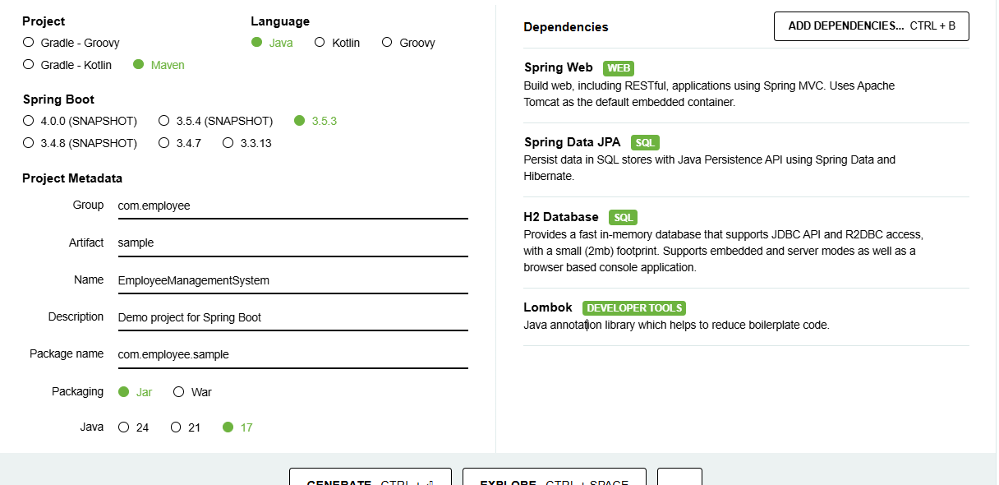 Project
Gradle - Groovy
Gradle - Kotlin Maven
Language
Java Kotlin Groovy
Spring Boot
4.0.0 (SNAPSHOT) 3.5.4 (SNAPSHOT) 3.5.3
3.4.8 (SNAPSHOT) 3.4.7 3.3.13
Project Metadata
Group com.employee
Artifact sample
Name EmployeeManagementSystem
Description Demo project for Spring Boot
Package name com.employee.sample
Packaging Jar War
Java 24 21 17
Dependencies ADD DEPENDENCIES... CTRL + B
Spring Web WEB
Build web, including RESTful, applications using Spring MVC. Uses Apache
Tomcat as the default embedded container.
Spring Data JPA SQL
Persist data in SQL stores with Java Persistence API using Spring Data and
Hibernate.
H2 Database SQL
Provides a fast in-memory database that supports JDBC API and R2DBC access,
with a small (2mb) footprint. Supports embedded and server modes as well as a
browser based console application.
Lombok DEVELOPER TOOLS
Java annotation library which helps to reduce boilerplate code.
GENERATE CTRL + ⏎ EXPLORE CTRL + SPACE